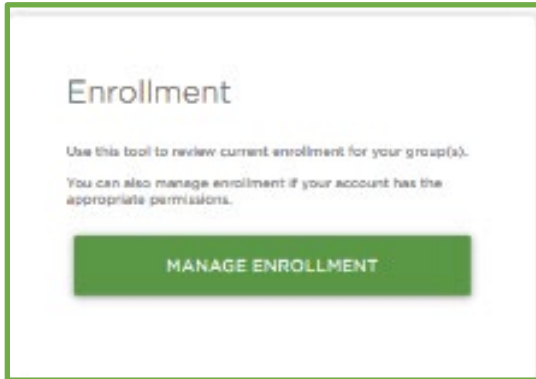 Enrollment
Use this tool to review current enrollment for your group(s).
You can also manage enrollment if your account has the
appropriate permissions.
MANAGE ENROLLMENT